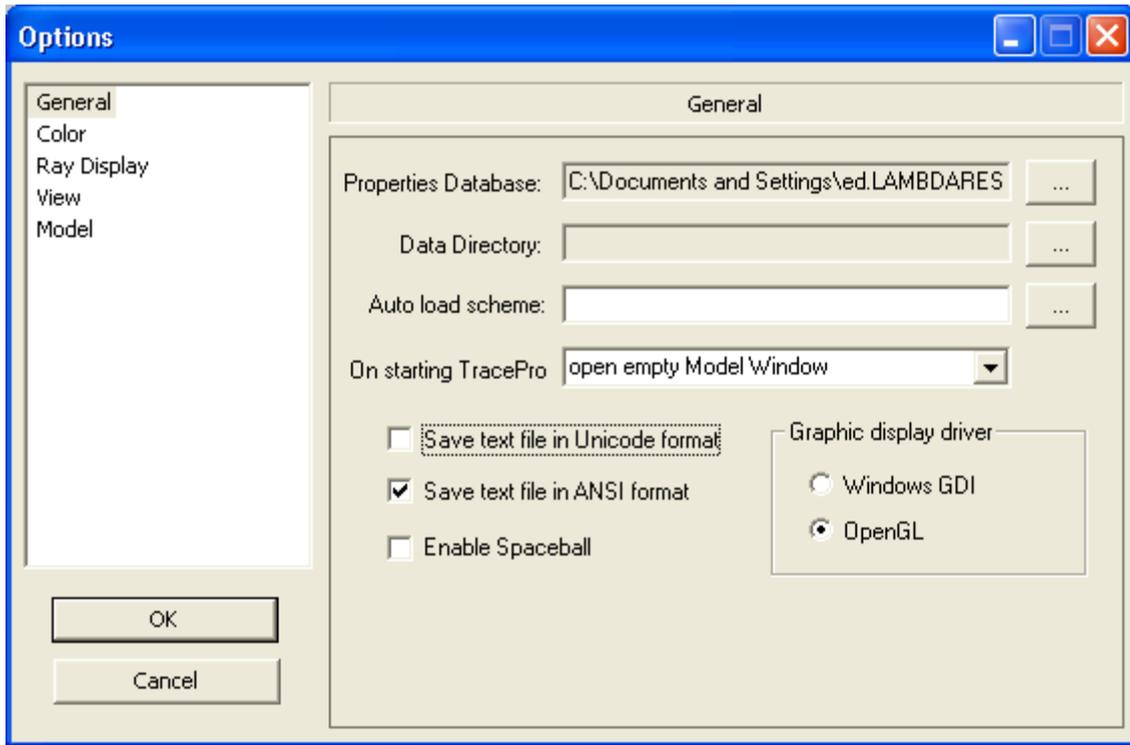 Options
General
Color
Ray Display
View
Model
OK
Cancel
General
Properties Database: C:\Documents and Settings\ed.LAMBDARES ...
Data Directory: ...
Auto load scheme: ...
On starting TracePro open empty Model Window
Save text file in Unicode format
Save text file in ANSI format
Enable Spaceball
Graphic display driver
Windows GDI
OpenGL